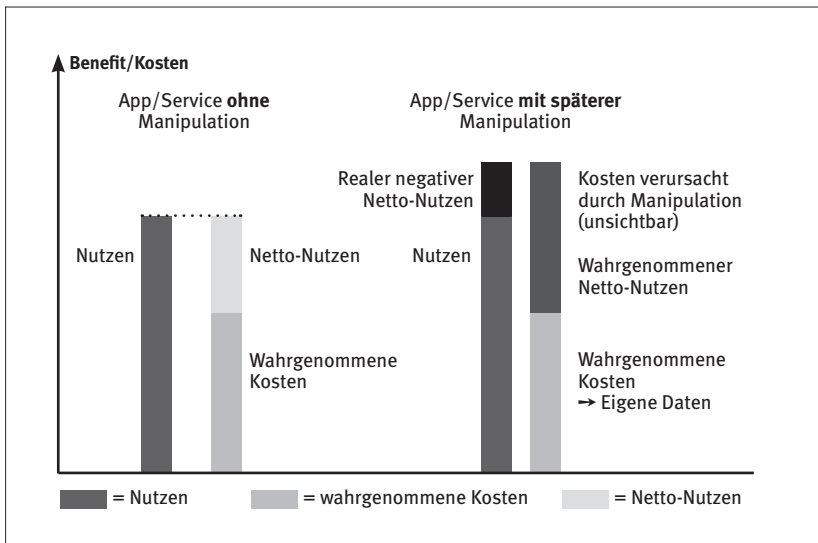 Benefit/Kosten
App/Service ohne
Manipulation
App/Service mit späterer
Manipulation
Realer negativer
Netto-Nutzen
Kosten verursacht
durch Manipulation
(unsichtbar)
Nutzen
Netto-Nutzen
Nutzen
Wahrgenommener
Netto-Nutzen
Wahrgenommene
Kosten
Wahrgenommene
Kosten
→ Eigene Daten
= Nutzen
= wahrgenommene Kosten
= Netto-Nutzen